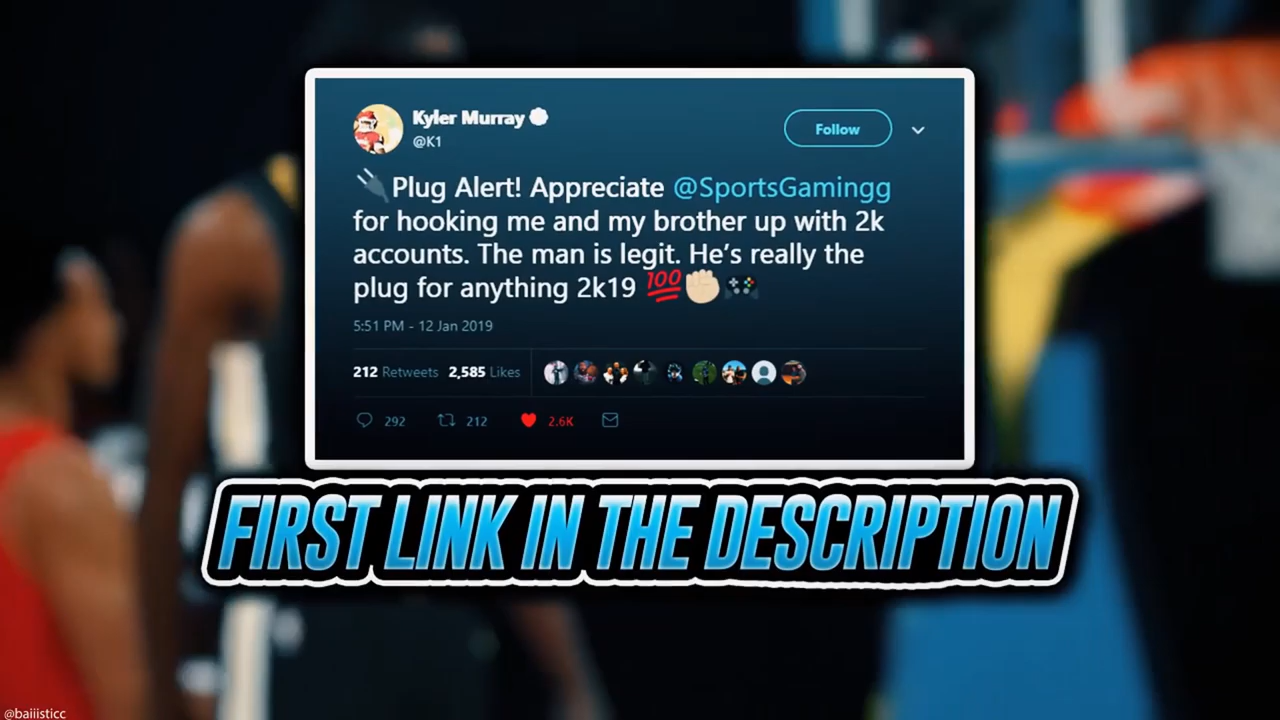 Kyler Murray
@K1
Follow
🔌Plug Alert! Appreciate @SportsGamingg
for hooking me and my brother up with 2k
accounts. The man is legit. He’s really the
plug for anything 2k19 💯✊🏼🎮
5:51 PM - 12 Jan 2019
212 Retweets 2,585 Likes
292 212 2.6K
FIRST LINK IN THE DESCRIPTION
@baiiisticc